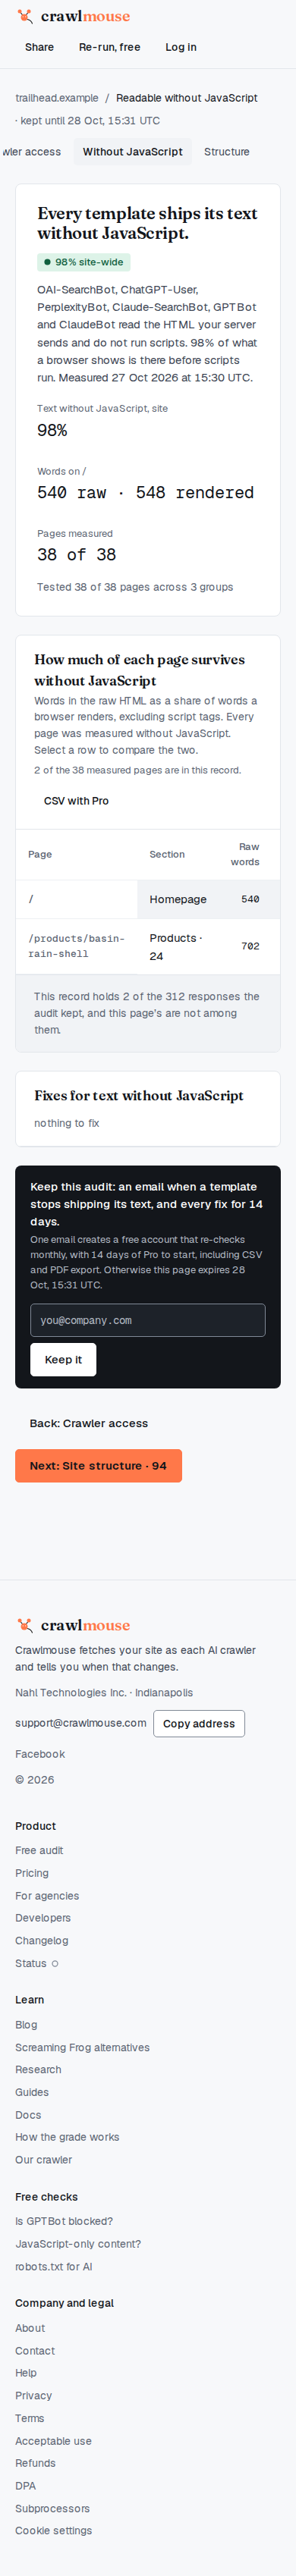 crawlmouse
Share Re-run, free Log in
trailhead.example / Readable without JavaScript
· kept until 28 Oct, 15:31 UTC
wler access Without JavaScript Structure
Every template ships its text
without JavaScript.
98% site-wide
OAI-SearchBot, ChatGPT-User,
PerplexityBot, Claude-SearchBot, GPTBot
and ClaudeBot read the HTML your server
sends and do not run scripts. 98% of what
a browser shows is there before scripts
run. Measured 27 Oct 2026 at 15:30 UTC.
Text without JavaScript, site
98%
Words on /
540 raw · 548 rendered
Pages measured
38 of 38
Tested 38 of 38 pages across 3 groups
How much of each page survives
without JavaScript
Words in the raw HTML as a share of words a
browser renders, excluding script tags. Every
page was measured without JavaScript.
Select a row to compare the two.
2 of the 38 measured pages are in this record.
CSV with Pro
Page Section Raw
words
/ Homepage 540
/products/basin-
rain-shell
Products ·
24
702
This record holds 2 of the 312 responses the
audit kept, and this page's are not among
them.
Fixes for text without JavaScript
nothing to fix
Keep this audit: an email when a template
stops shipping its text, and every fix for 14
days.
One email creates a free account that re-checks
monthly, with 14 days of Pro to start, including CSV
and PDF export. Otherwise this page expires 28
Oct, 15:31 UTC.
you@company.com
Keep it
Back: Crawler access
Next: Site structure · 94
crawlmouse
Crawlmouse fetches your site as each AI crawler
and tells you when that changes.
Nahl Technologies Inc. · Indianapolis
support@crawlmouse.com Copy address
Facebook
© 2026
Product
Free audit
Pricing
For agencies
Developers
Changelog
Status
Learn
Blog
Screaming Frog alternatives
Research
Guides
Docs
How the grade works
Our crawler
Free checks
Is GPTBot blocked?
JavaScript-only content?
robots.txt for AI
Company and legal
About
Contact
Help
Privacy
Terms
Acceptable use
Refunds
DPA
Subprocessors
Cookie settings